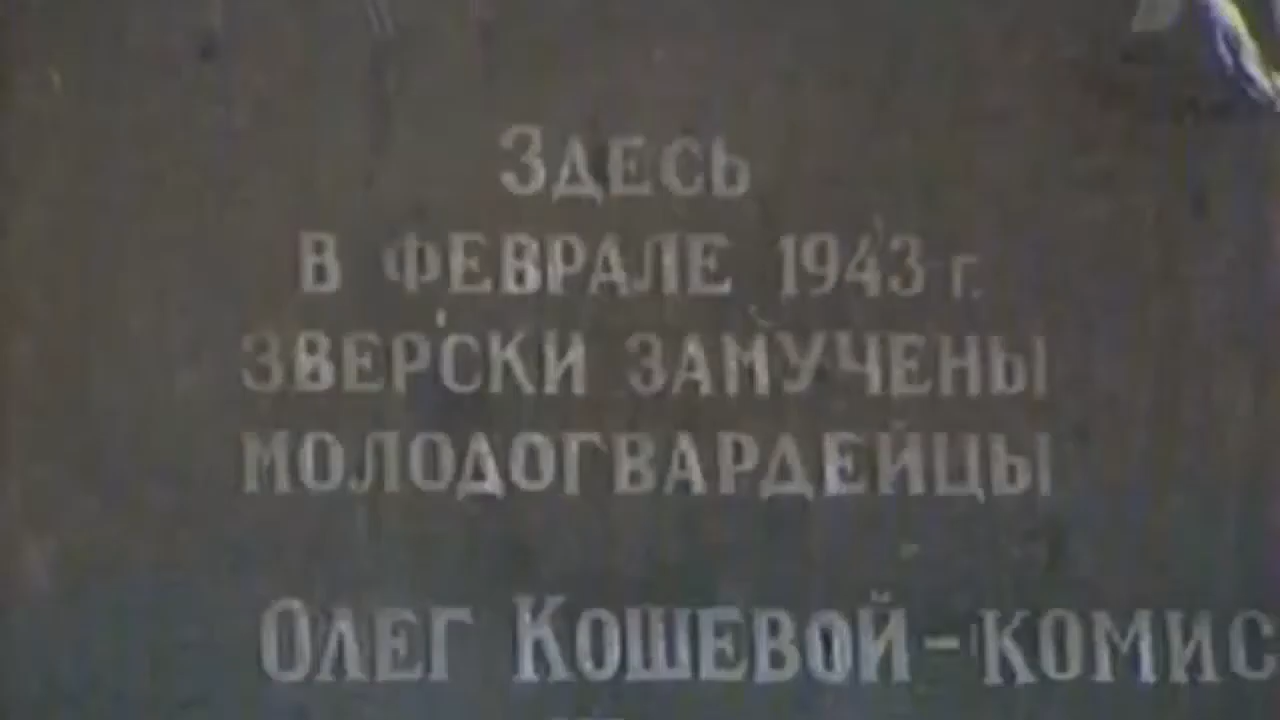 ЗДЕСЬ
В ФЕВРАЛЕ 1943 г.
ЗВЕРСКИ ЗАМУЧЕНЫ
МОЛОДОГВАРДЕЙЦЫ
ОЛЕГ КОШЕВОЙ – КОМИС